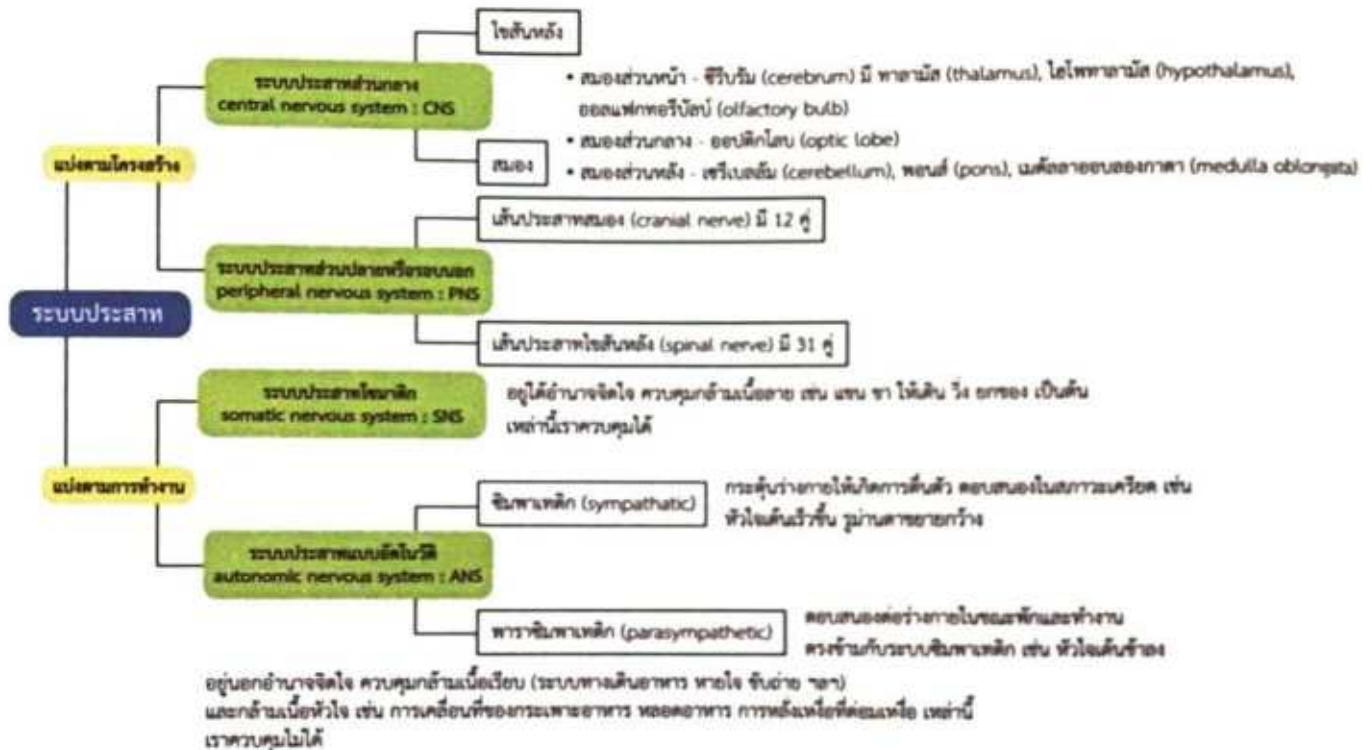 ไขสันหลัง
ระบบประสาทส่วนกลาง
central nervous system : CNS
• สมองส่วนหน้า - ซีรีบรัม (cerebrum) มี ทาลามัส (thalamus), ไฮโพทาลามัส (hypothalamus),
ออลแฟกทอรีบัลบ์ (olfactory bulb)
• สมองส่วนกลาง - ออปติกโลบ (optic lobe)
สมอง
• สมองส่วนหลัง - เซรีเบลลัม (cerebellum), พอนส์ (pons), เมดัลลาออบลองกาตา (medulla oblongata)
แบ่งตามโครงสร้าง
เส้นประสาทสมอง (cranial nerve) มี 12 คู่
ระบบประสาทส่วนปลายหรือรอบนอก
peripheral nervous system : PNS
ระบบประสาท
เส้นประสาทไขสันหลัง (spinal nerve) มี 31 คู่
ระบบประสาทโซมาติก
somatic nervous system : SNS
อยู่ใต้อำนาจจิตใจ ควบคุมกล้ามเนื้อลาย เช่น แขน ขา ให้เดิน วิ่ง ยกของ เป็นต้น
เหล่านี้เราควบคุมได้
แบ่งตามการทำงาน
ซิมพาเทติก (sympathatic)
กระตุ้นร่างกายให้เกิดการตื่นตัว ตอบสนองในสภาวะเครียด เช่น
หัวใจเต้นเร็วขึ้น รูม่านตาขยายกว้าง
ระบบประสาทแบบอัตโนวัติ
autonomic nervous system : ANS
พาราซิมพาเทติก (parasympathetic)
ตอบสนองต่อร่างกายในขณะพักและทำงาน
ตรงข้ามกับระบบซิมพาเทติก เช่น หัวใจเต้นช้าลง
อยู่นอกอำนาจจิตใจ ควบคุมกล้ามเนื้อเรียบ (ระบบทางเดินอาหาร หายใจ ขับถ่าย ฯลฯ)
และกล้ามเนื้อหัวใจ เช่น การเคลื่อนที่ของกระเพาะอาหาร หลอดอาหาร การหลั่งเหงื่อที่ต่อมเหงื่อ เหล่านี้
เราควบคุมไม่ได้